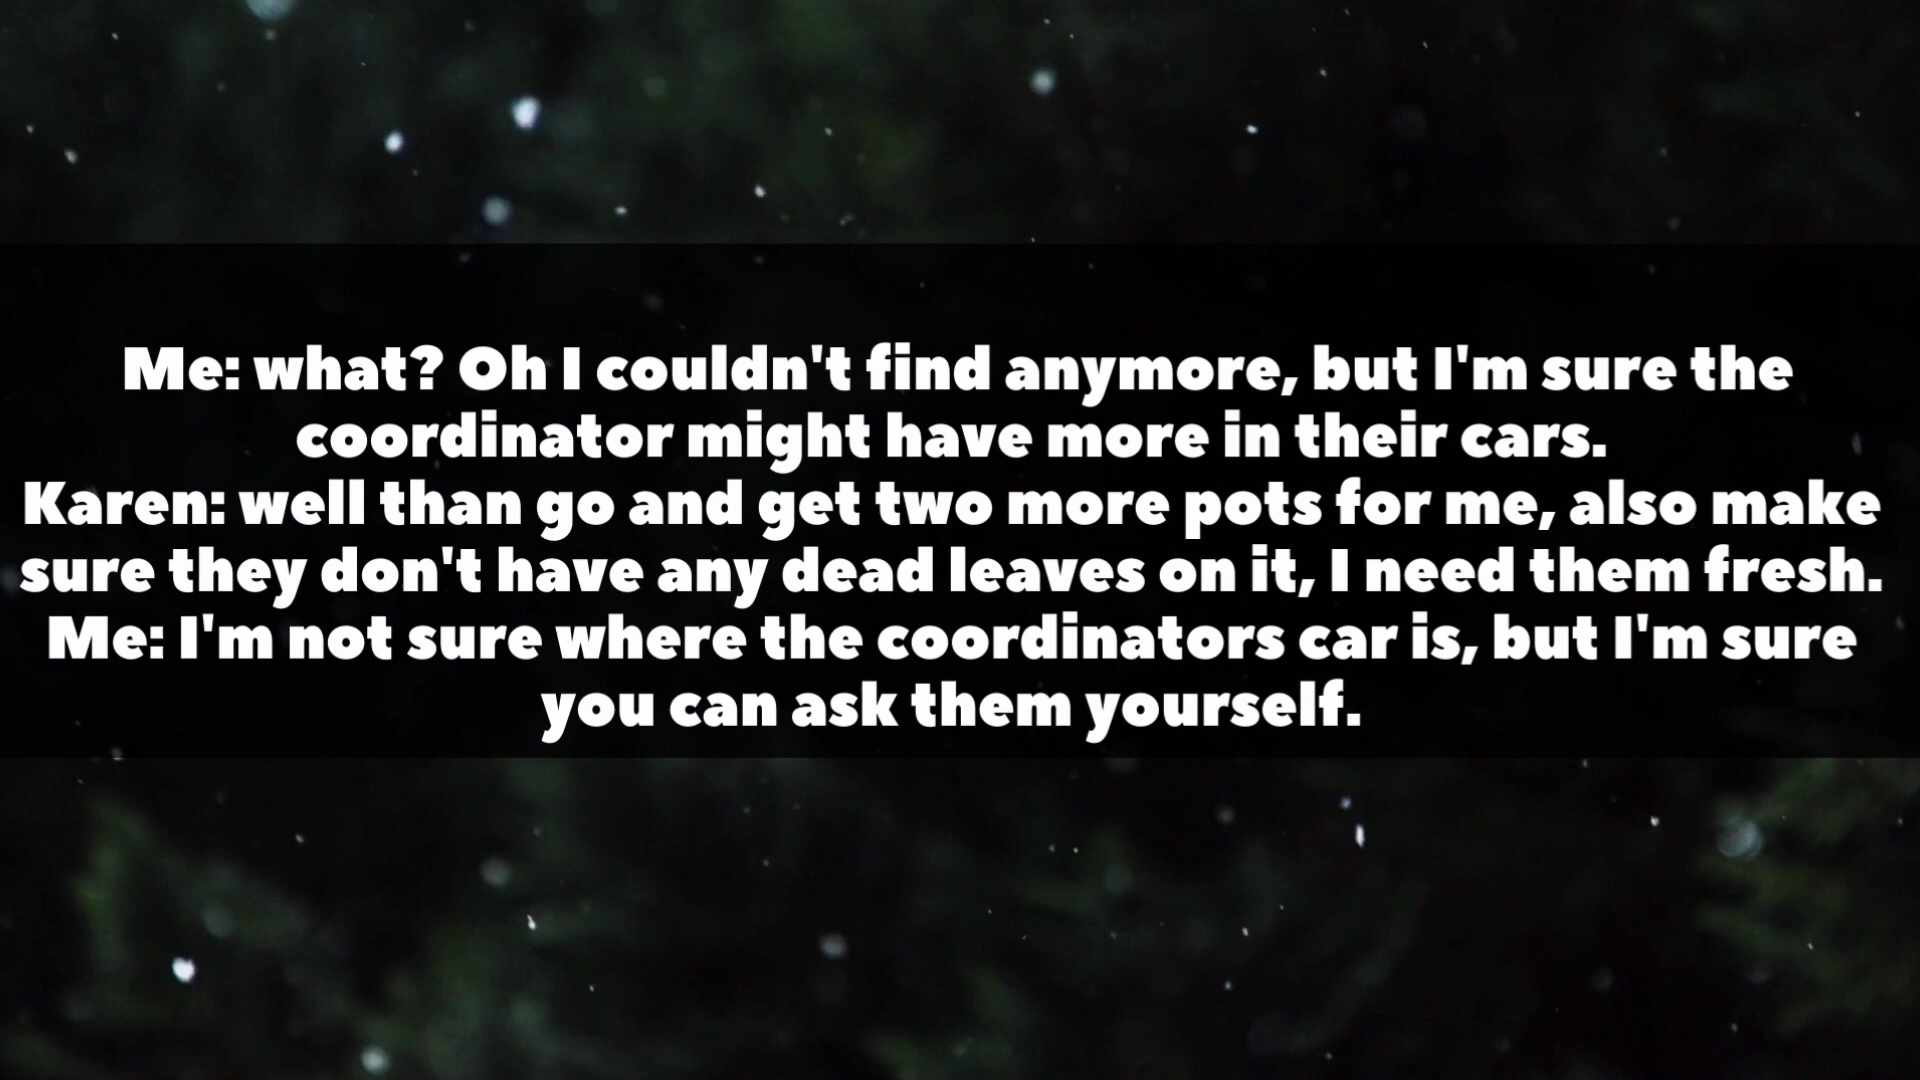 Me: what? Oh I couldn't find anymore, but I'm sure the
coordinator might have more in their cars.
Karen: well than go and get two more pots for me, also make
sure they don't have any dead leaves on it, I need them fresh.
Me: I'm not sure where the coordinators car is, but I'm sure
you can ask them yourself.